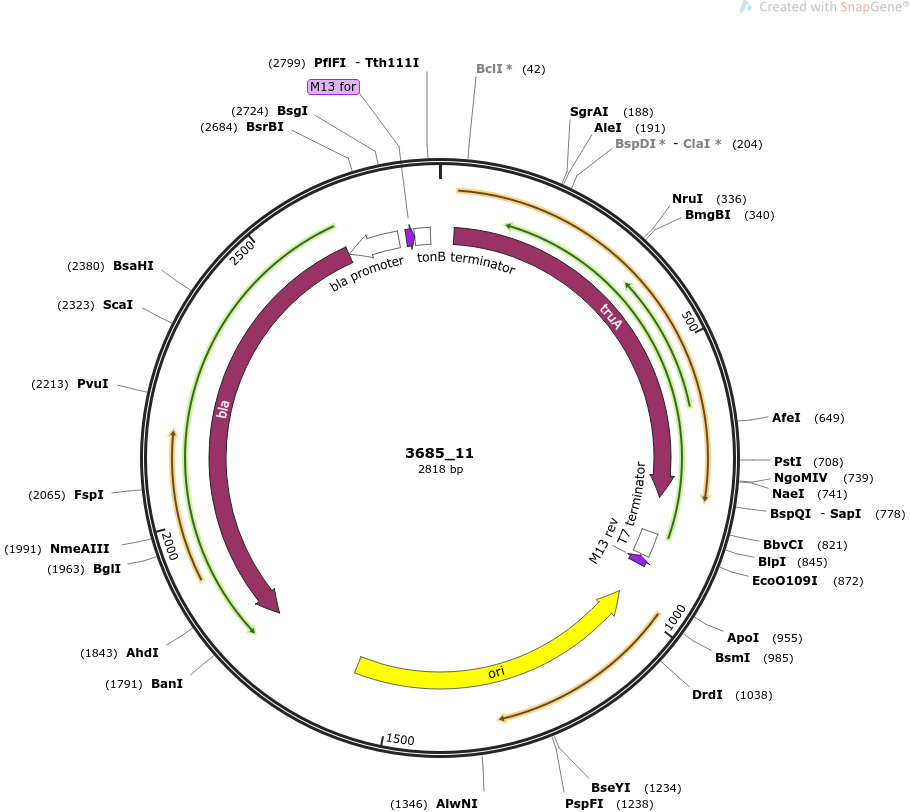 Created with SnapGene®
(2799) PflFI - Tth111I
BclI * (42)
M13 for
(2724) BsgI
(2684) BsrBI
SgrAI (188)
AleI (191)
BspDI * - ClaI * (204)
NruI (336)
BmgBI (340)
2500
bla promoter
tonB terminator
(2380) BsaHI
(2323) ScaI
truA
500
(2213) PvuI
bla
AfeI (649)
3685_11
2818 bp
PstI (708)
NgoMIV (739)
NaeI (741)
BspQI - SapI (778)
(2065) FspI
T7 terminator
M13 rev
2000
(1991) NmeAIII
(1963) BglI
BbvCI (821)
BlpI (845)
EcoO109I (872)
1000
ApoI (955)
BsmI (985)
(1843) AhdI
(1791) BanI
ori
DrdI (1038)
1500
BseYI (1234)
(1346) AlwNI
PspFI (1238)